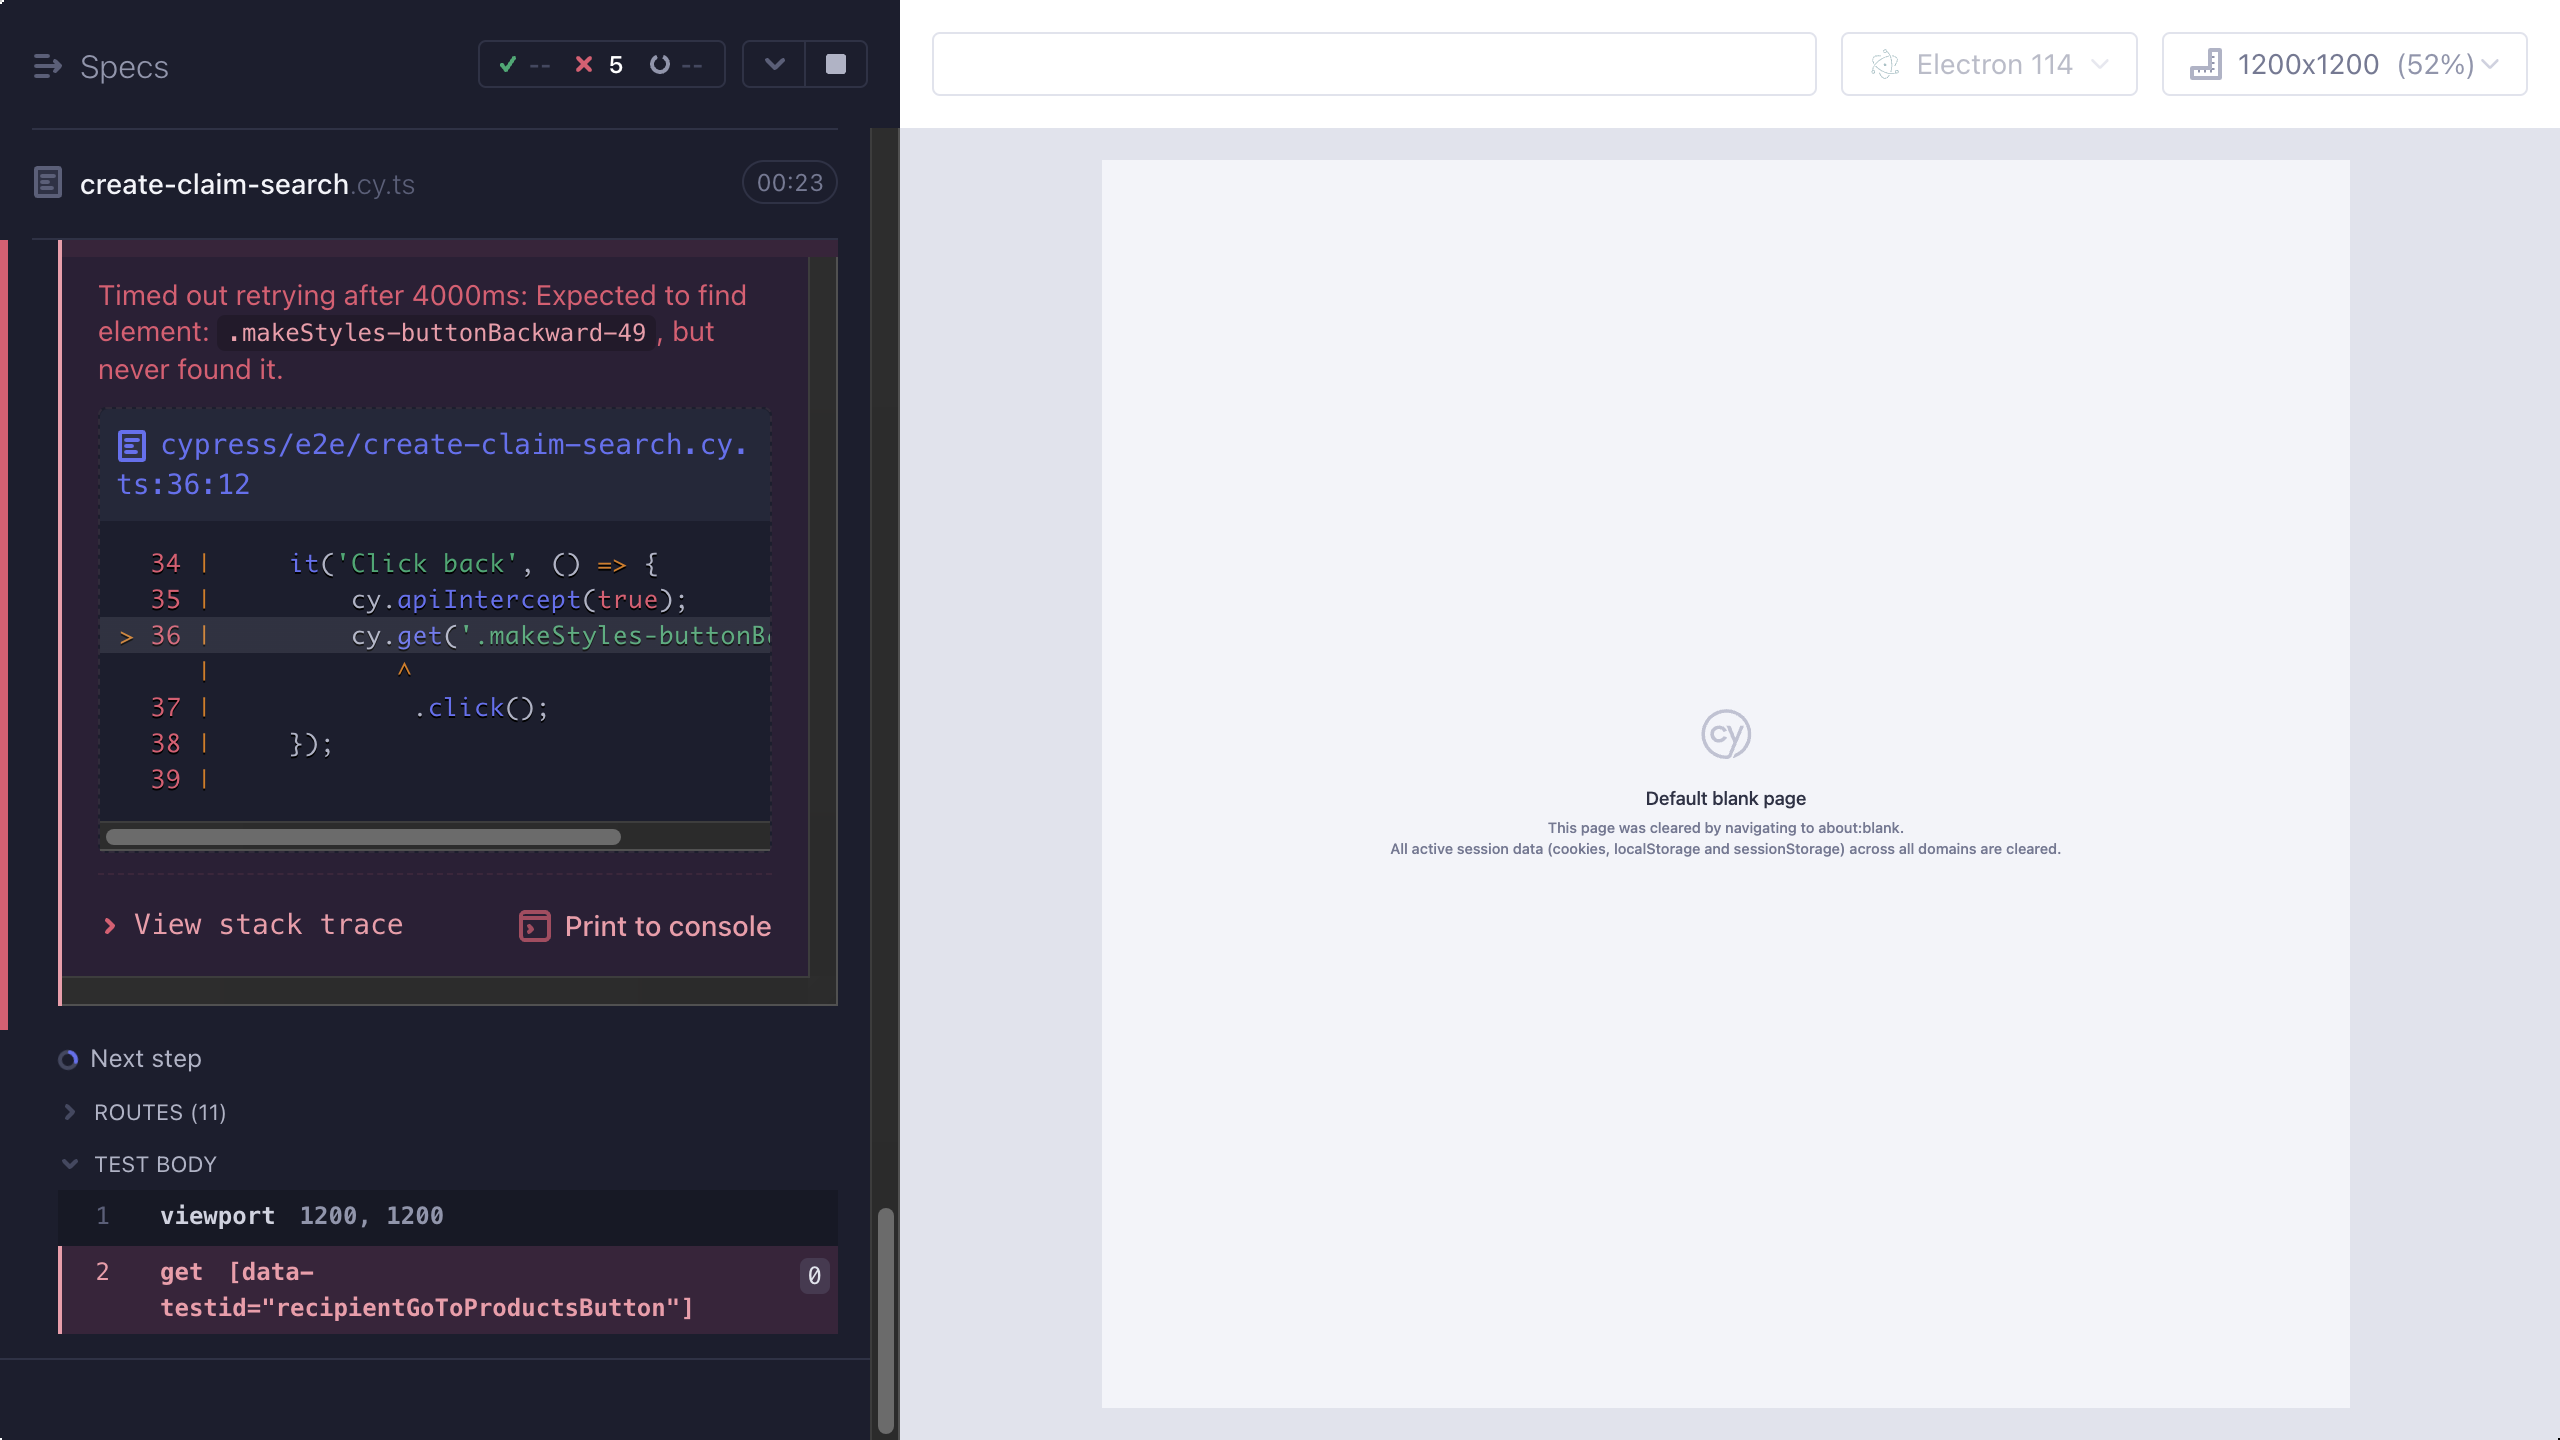 Specs
-- 5 --
create-claim-search.cy.ts
00:23
Timed out retrying after 4000ms: Expected to find
element: .makeStyles-buttonBackward-49, but
never found it.
cypress/e2e/create-claim-search.cy.
ts:36:12
34 | it('Click back', () => {
35 | cy.apiIntercept(true);
> 36 | cy.get('.makeStyles-buttonB
| ^
37 | .click();
38 | });
39 |
View stack trace
Print to console
Next step
ROUTES (11)
TEST BODY
1 viewport 1200, 1200
2 get [data-
testid="recipientGoToProductsButton"]
0
Electron 114
1200x1200 (52%)
cy
Default blank page
This page was cleared by navigating to about:blank.
All active session data (cookies, localStorage and sessionStorage) across all domains are cleared.